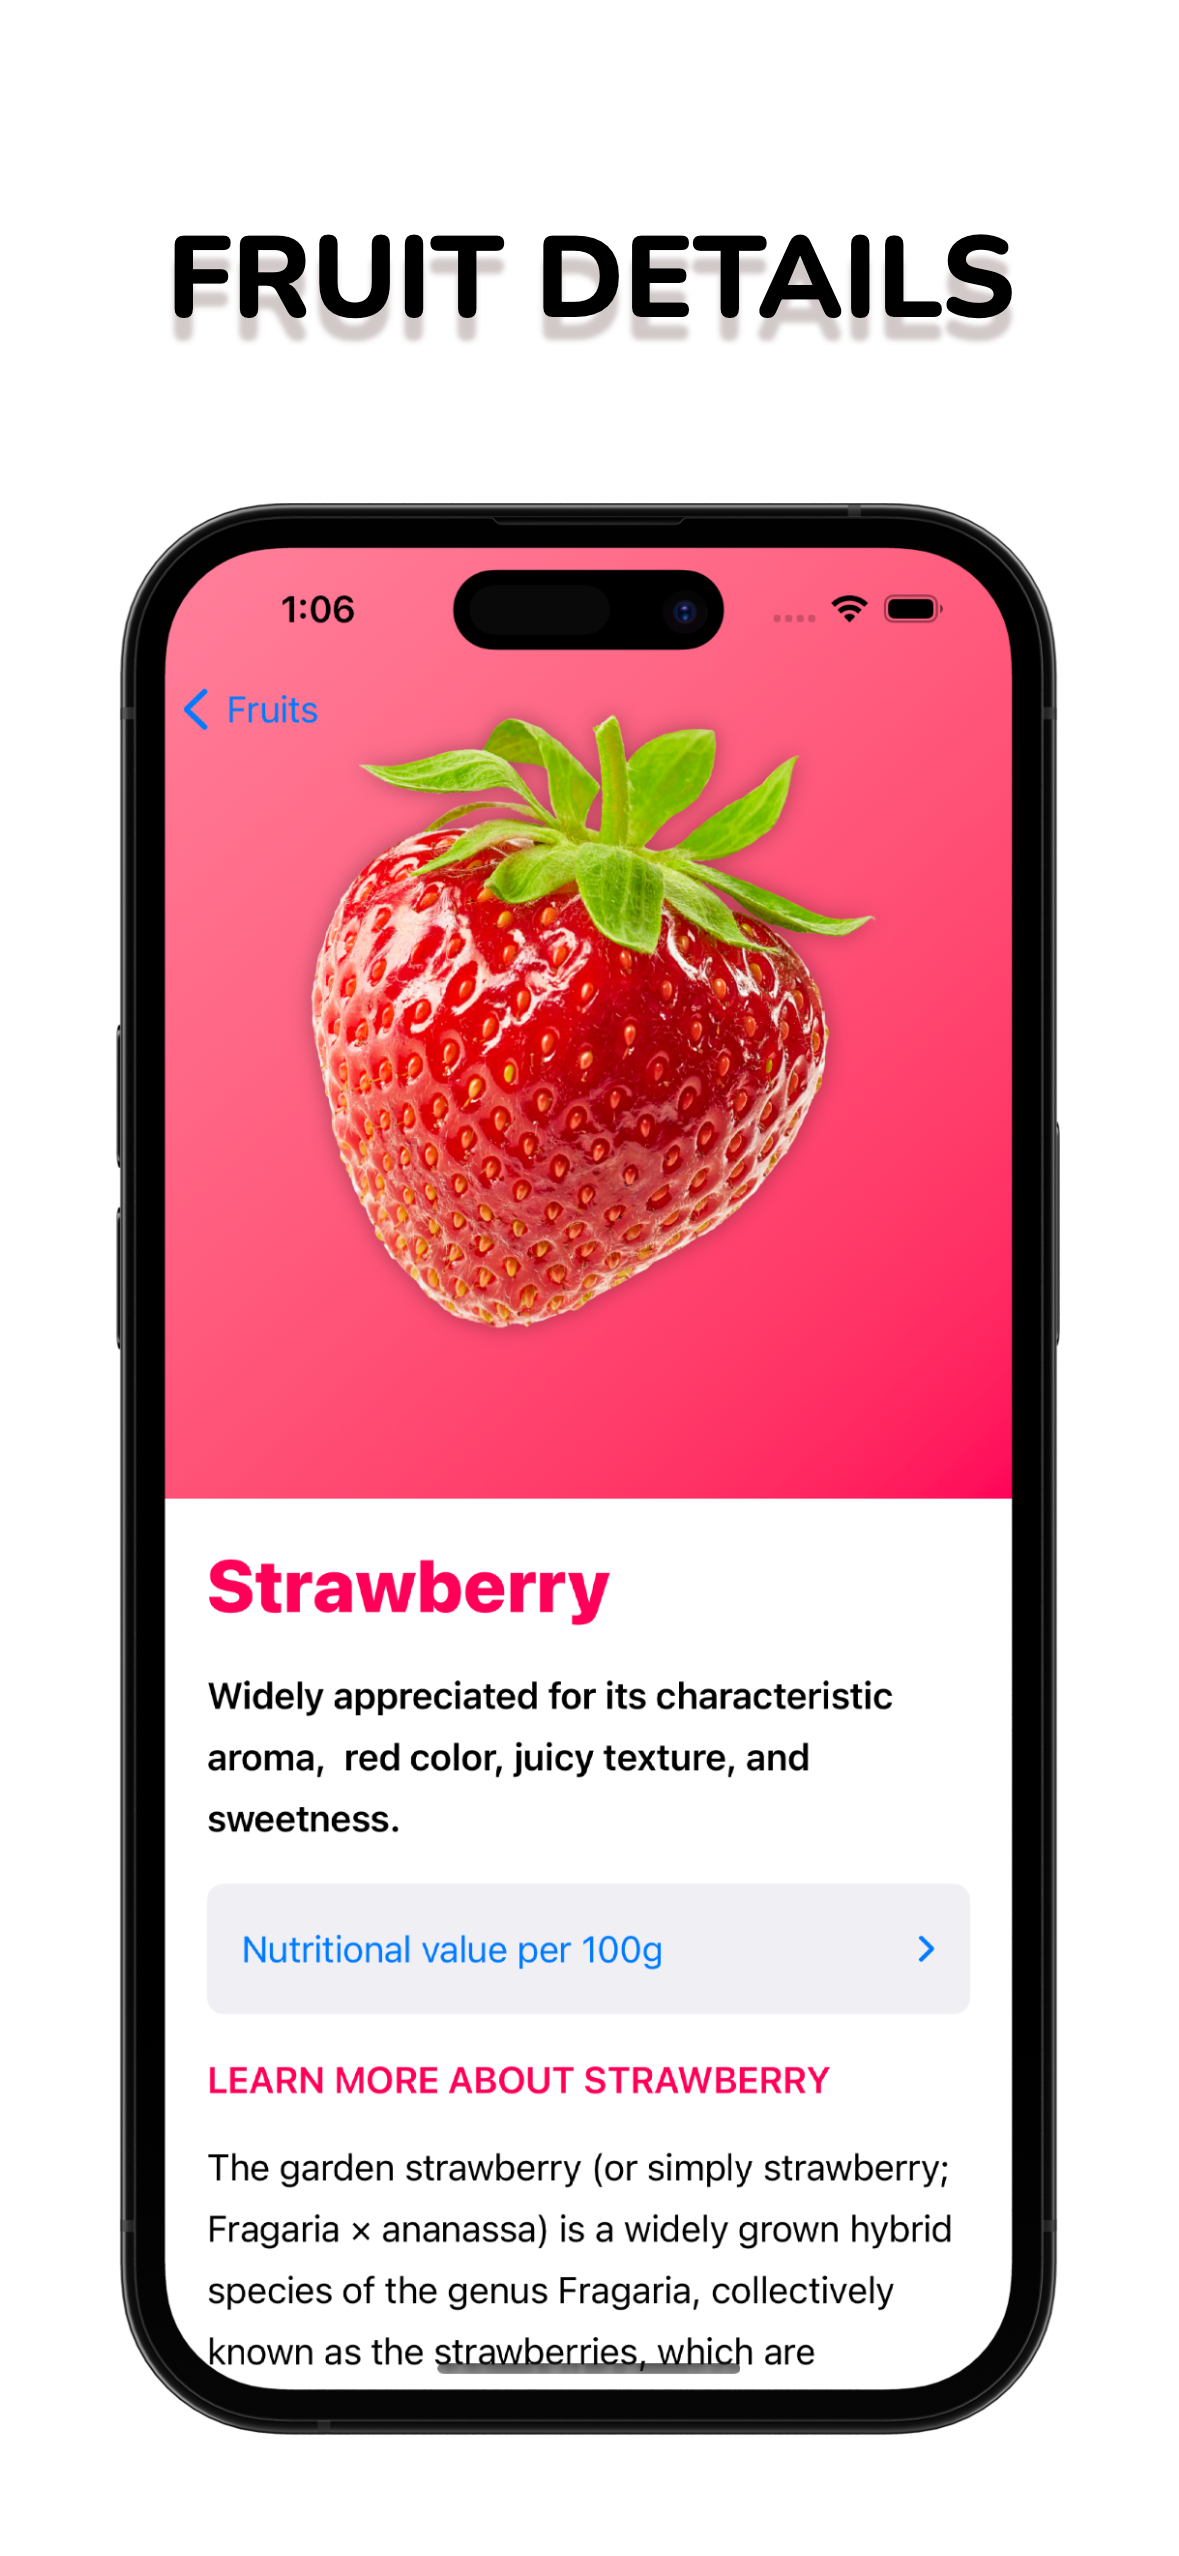 FRUIT DETAILS
1:06
Fruits
Strawberry
Widely appreciated for its characteristic
aroma,  red color, juicy texture, and
sweetness.
Nutritional value per 100g
LEARN MORE ABOUT STRAWBERRY
The garden strawberry (or simply strawberry;
Fragaria × ananassa) is a widely grown hybrid
species of the genus Fragaria, collectively
known as the strawberries, which are